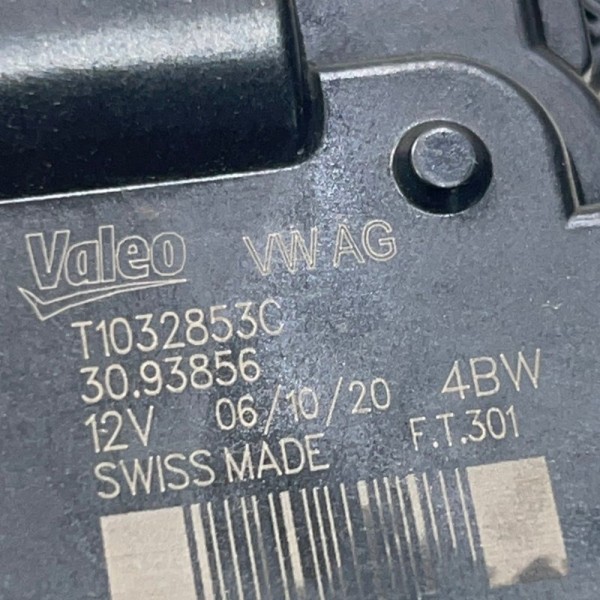 Valeo VW AG
T1032853C
30.93856
12V 06/10/20 4BW
SWISS MADE F.T.301